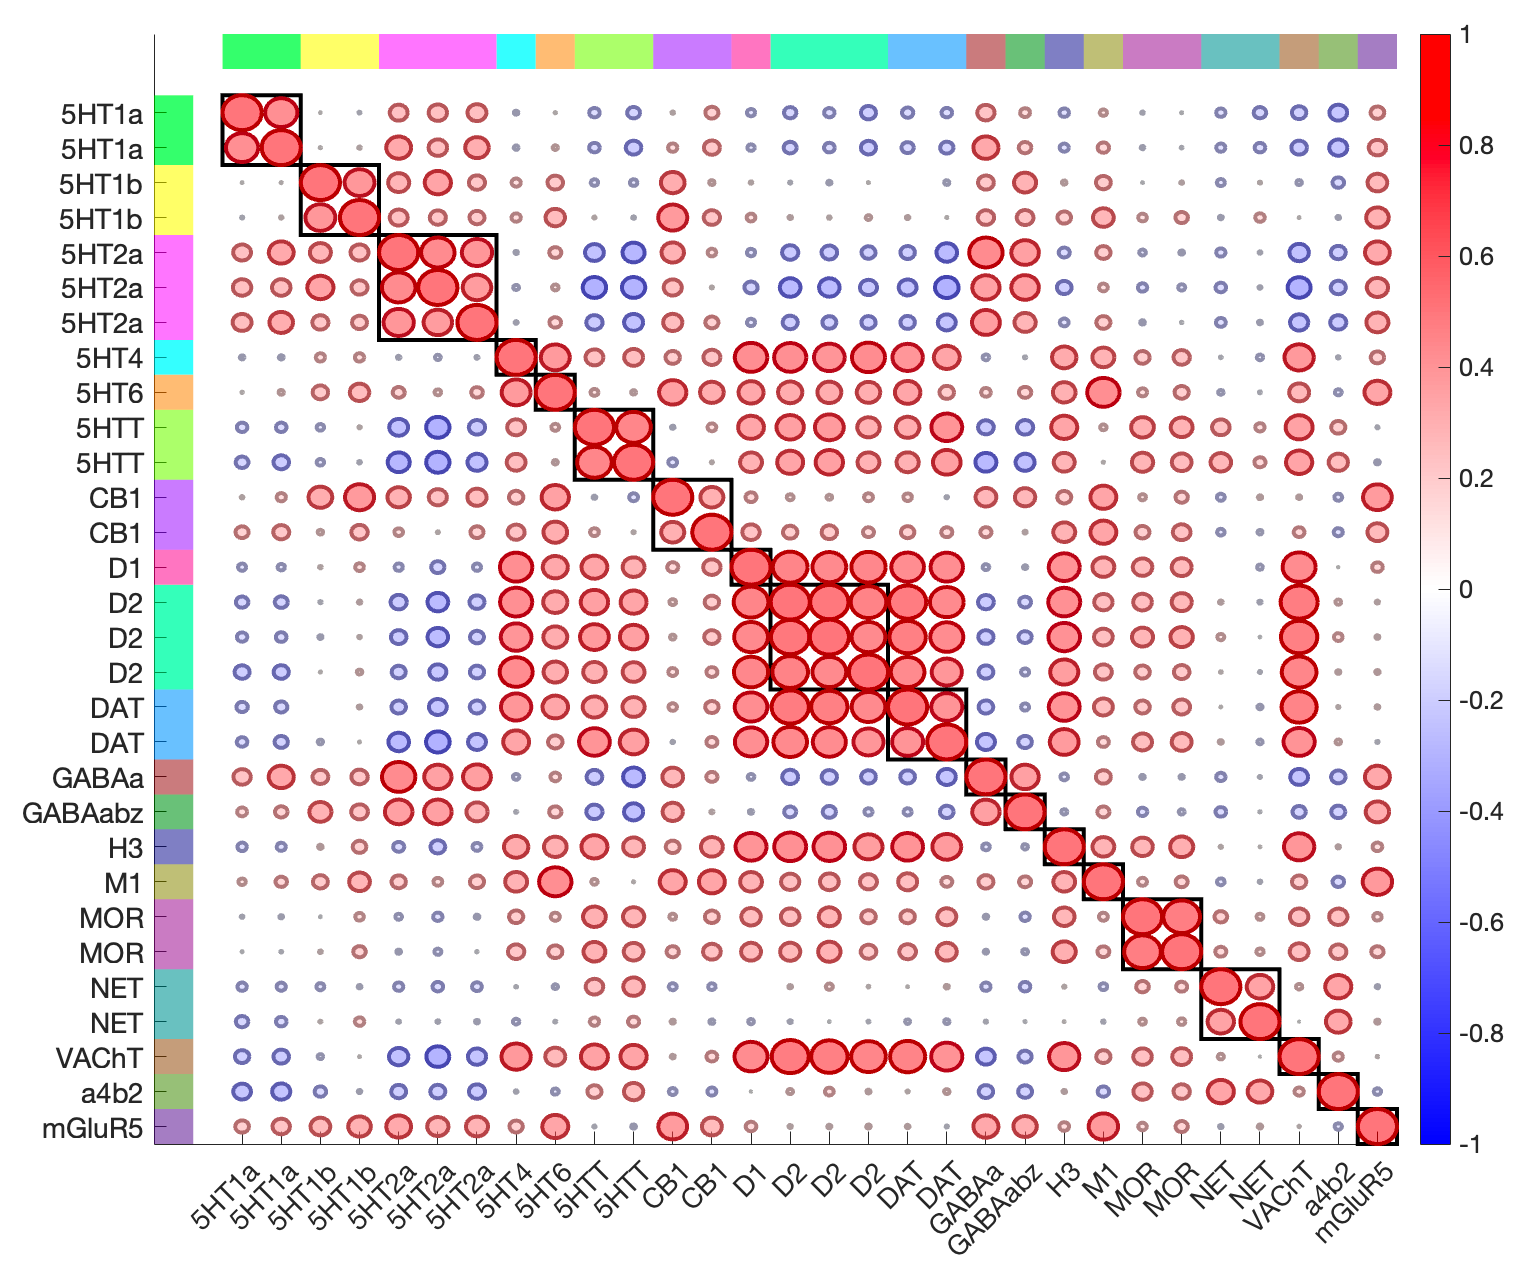 5HT1a
5HT1a
5HT1b
5HT1b
5HT2a
5HT2a
5HT2a
5HT4
5HT6
5HTT
5HTT
CB1
CB1
D1
D2
D2
D2
DAT
DAT
GABAa
GABAabz
H3
M1
MOR
MOR
NET
NET
VAChT
a4b2
mGluR5
5HT1a
5HT1a
5HT1b
5HT1b
5HT2a
5HT2a
5HT2a
5HT4
5HT6
5HTT
5HTT
CB1
CB1
D1
D2
D2
D2
DAT
DAT
GABAa
GABAabz
H3
M1
MOR
MOR
NET
NET
VAChT
a4b2
mGluR5
1
0.8
0.6
0.4
0.2
0
-0.2
-0.4
-0.6
-0.8
-1